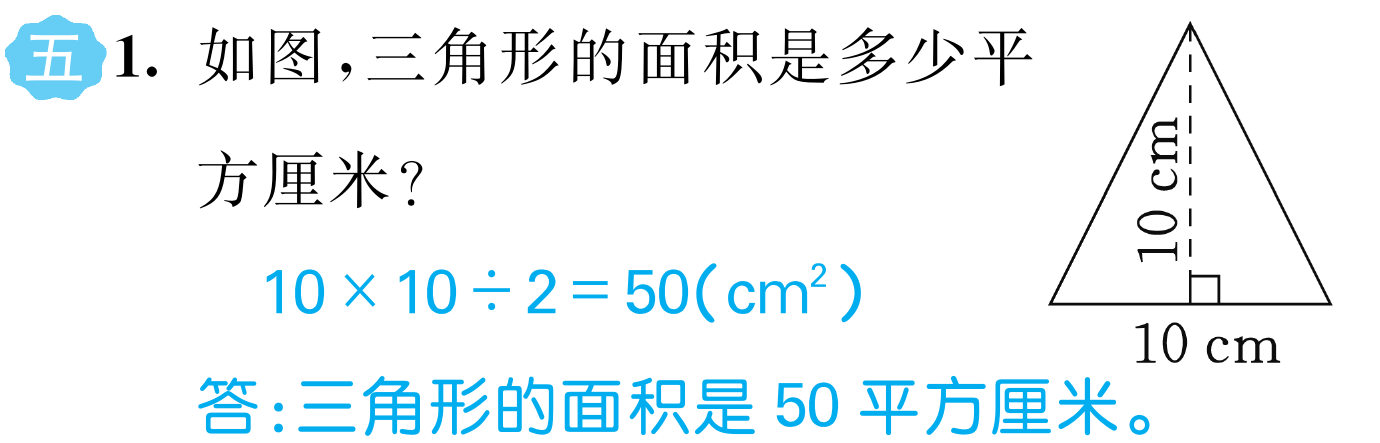 五 1. 如图,三角形的面积是多少平
方厘米?
10 cm
10 cm
10×10÷2=50(cm²)
答:三角形的面积是 50 平方厘米。